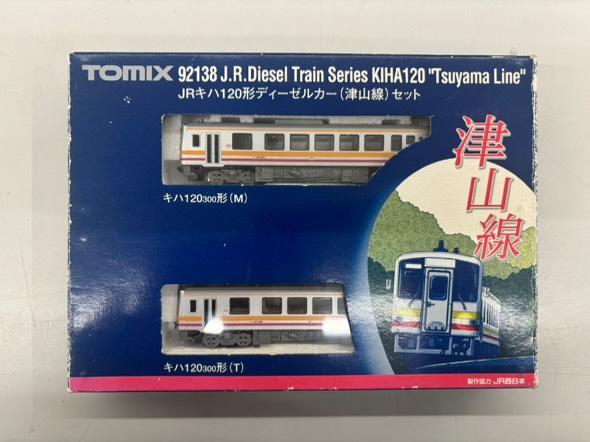 TOMIX 92138 J.R.Diesel Train Series KIHA120 "Tsuyama Line"
JRキハ120形ディーゼルカー(津山線)セット
津山線
キハ120300形(M)
キハ120300形(T)
製作協力 JR西日本